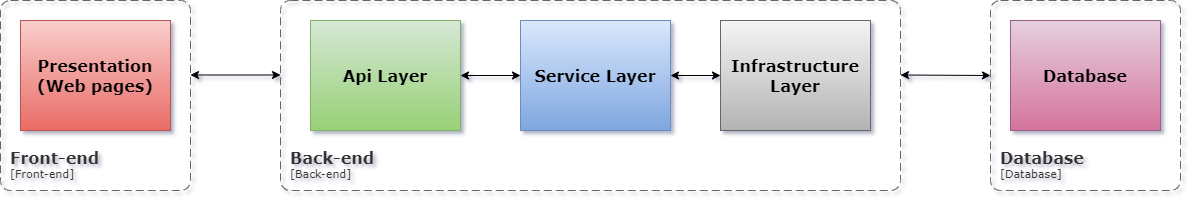 Presentation
(Web pages)
Front-end
[Front-end]
Api Layer
Service Layer
Infrastructure
Layer
Back-end
[Back-end]
Database
Database
[Database]